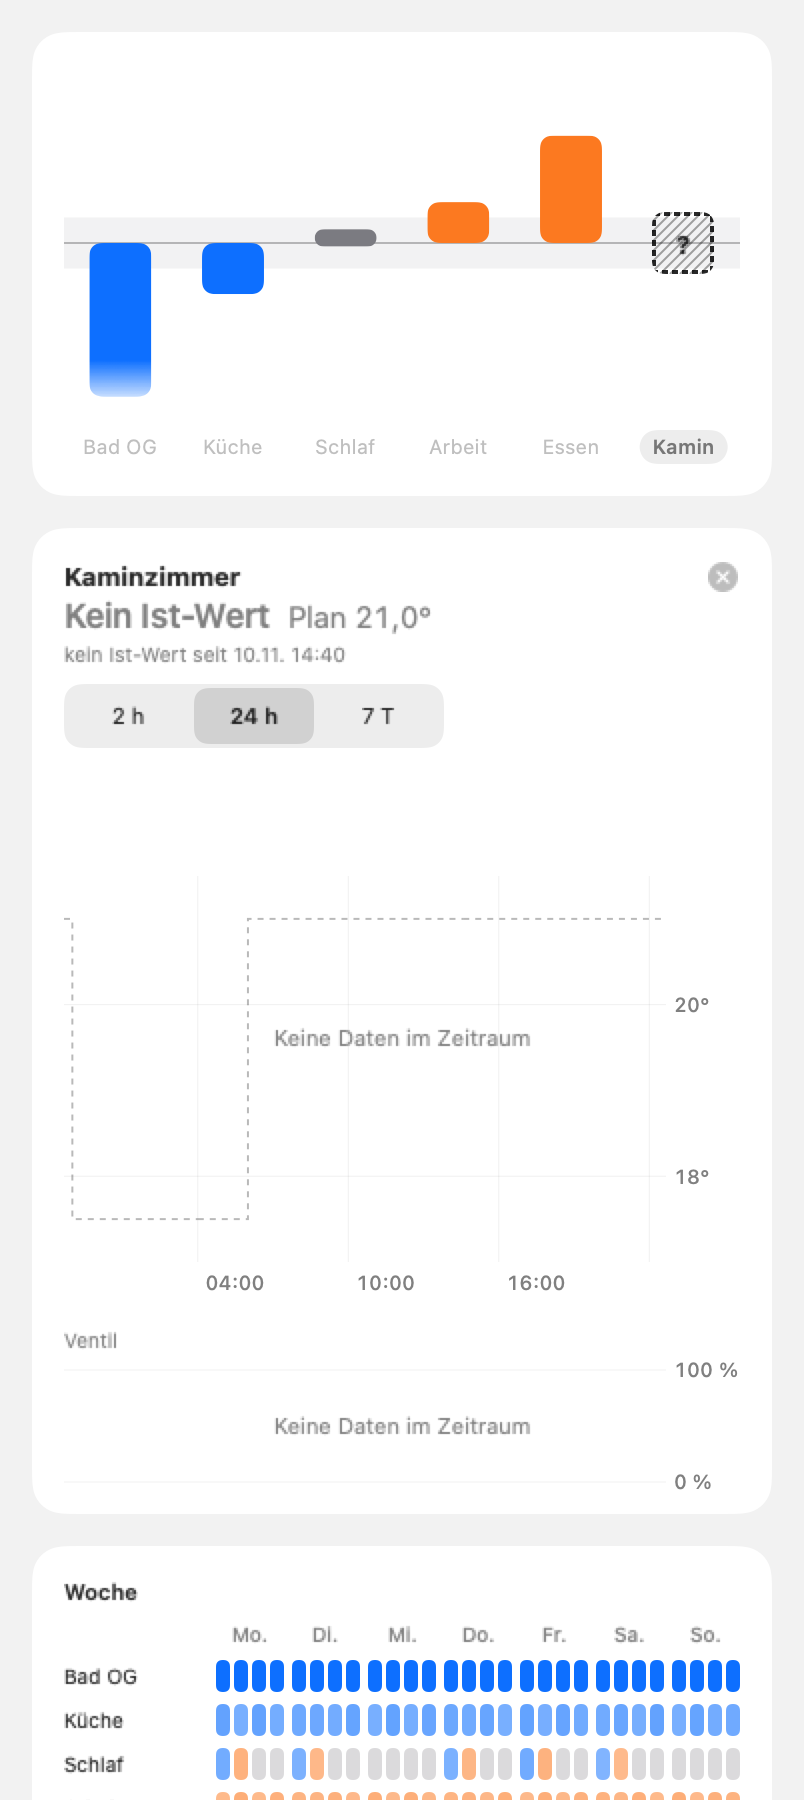 ?
Bad OG Küche Schlaf Arbeit Essen Kamin
Kaminzimmer
Kein Ist-Wert Plan 21,0°
kein Ist-Wert seit 10.11. 14:40
2 h 24 h 7 T
20°
Keine Daten im Zeitraum
18°
04:00 10:00 16:00
Ventil
100 %
Keine Daten im Zeitraum
0 %
Woche
Mo. Di. Mi. Do. Fr. Sa. So.
Bad OG
Küche
Schlaf